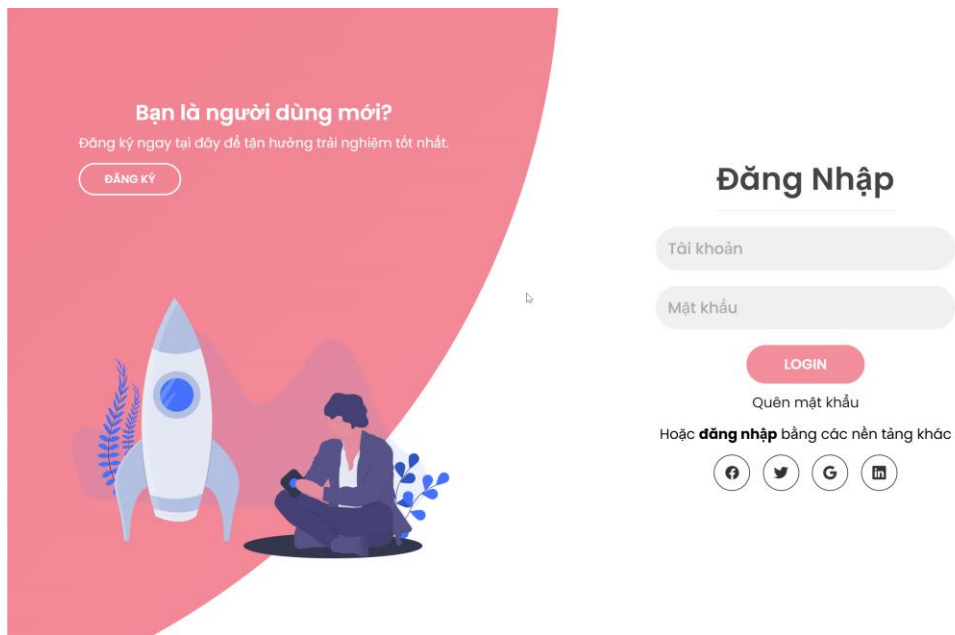 Bạn là người dùng mới?
Đăng ký ngay tại đây để tận hưởng trải nghiệm tốt nhất.
ĐĂNG KÝ
Đăng Nhập
Tài khoản
Mật khẩu
LOGIN
Quên mật khẩu
Hoặc đăng nhập bằng các nền tảng khác